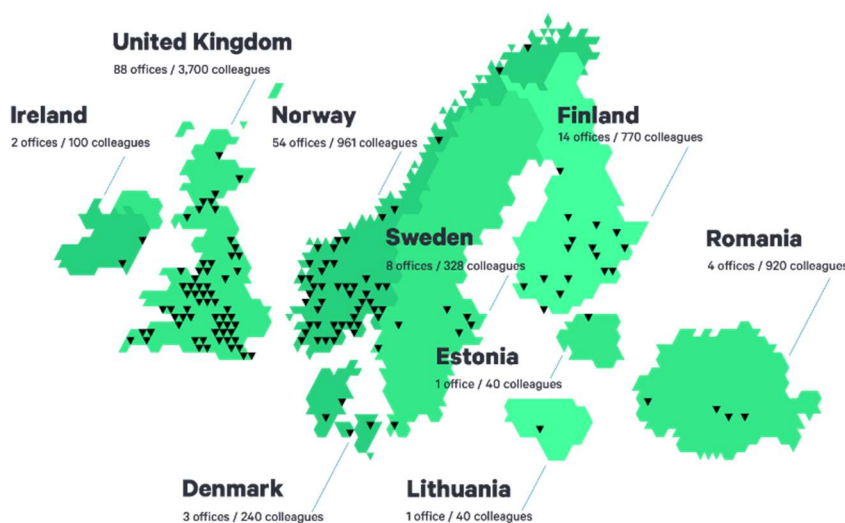 United Kingdom
88 offices / 3,700 colleagues
Ireland
2 offices / 100 colleagues
Norway
54 offices / 961 colleagues
Finland
14 offices / 770 colleagues
Sweden
8 offices / 328 colleagues
Romania
4 offices / 920 colleagues
Estonia
1 office / 40 colleagues
Denmark
3 offices / 240 colleagues
Lithuania
1 office / 40 colleagues